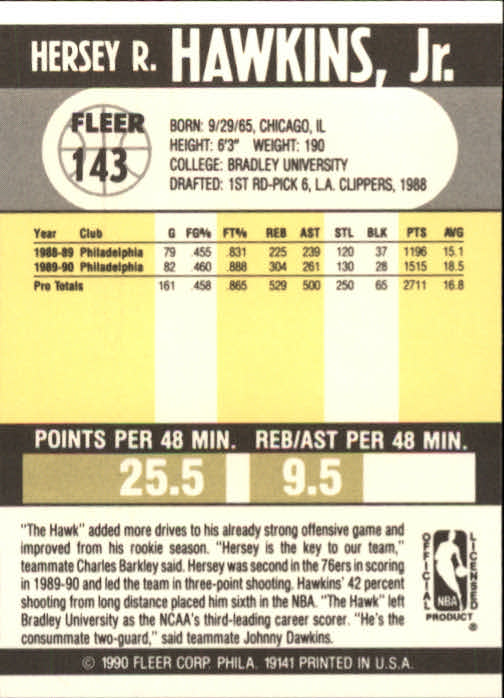 HERSEY R. HAWKINS, Jr.
FLEER
143
BORN: 9/29/65, CHICAGO, IL
HEIGHT: 6'3" WEIGHT: 190
COLLEGE: BRADLEY UNIVERSITY
DRAFTED: 1ST RD-PICK 6, L.A. CLIPPERS, 1988
Year Club G FG% FT% REB AST STL BLK PTS AVG
1988-89 Philadelphia 79 .455 .831 225 239 120 37 1196 15.1
1989-90 Philadelphia 82 .460 .888 304 261 130 28 1515 18.5
Pro Totals 161 .458 .865 529 500 250 65 2711 16.8
POINTS PER 48 MIN. REB/AST PER 48 MIN.
25.5 9.5
"The Hawk" added more drives to his already strong offensive game and
improved from his rookie season. "Hersey is the key to our team,"
teammate Charles Barkley said. Hersey was second in the 76ers in scoring
in 1989-90 and led the team in three-point shooting. Hawkins' 42 percent
shooting from long distance placed him sixth in the NBA. "The Hawk" left
Bradley University as the NCAA's third-leading career scorer. "He's the
consummate two-guard," said teammate Johnny Dawkins.
OFFICIAL
LICENSED
NBA
PRODUCT ®
© 1990 FLEER CORP. PHILA. 19141 PRINTED IN U.S.A.